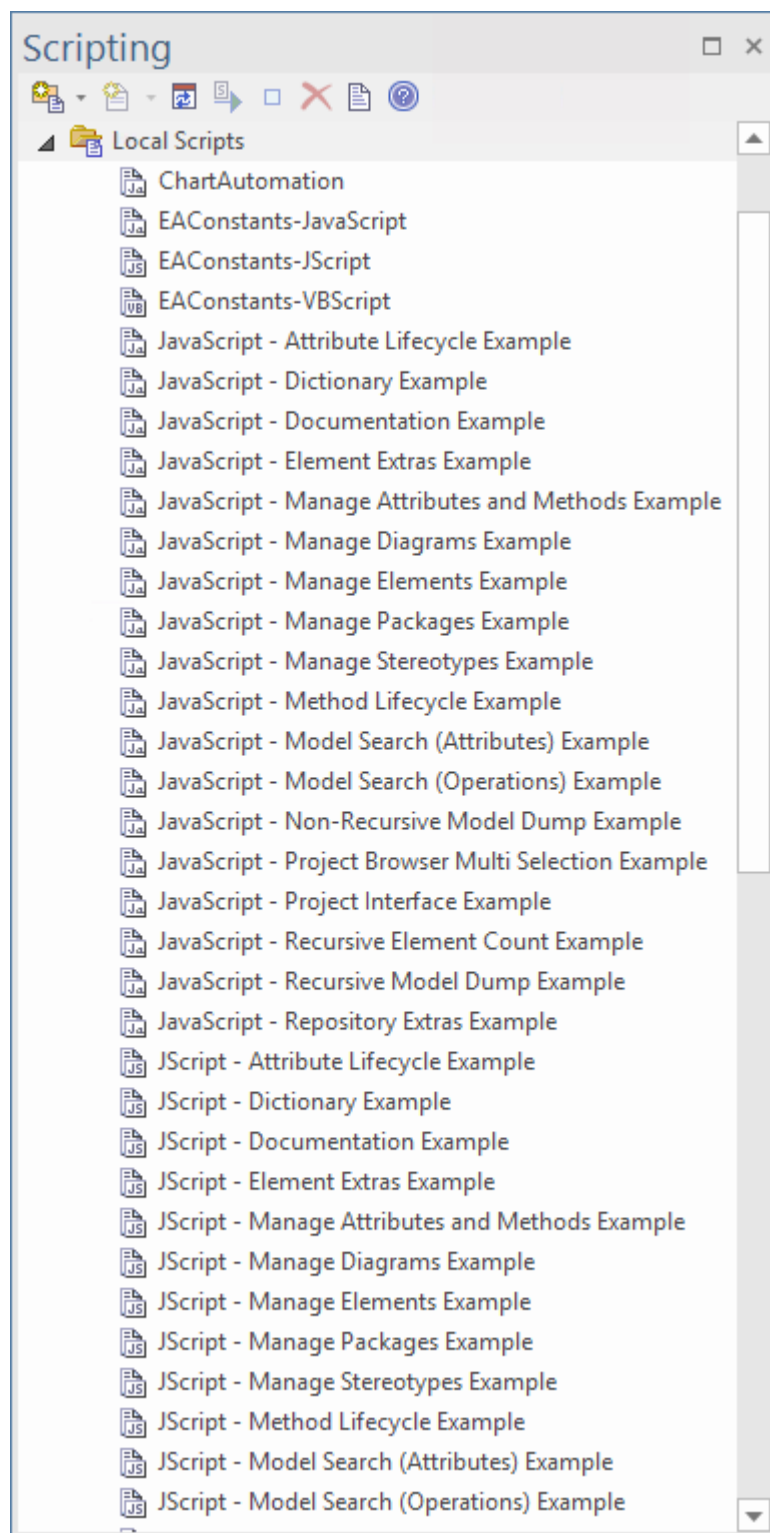 Scripting
Local Scripts
ChartAutomation
EAConstants-JavaScript
EAConstants-JScript
EAConstants-VBScript
JavaScript - Attribute Lifecycle Example
JavaScript - Dictionary Example
JavaScript - Documentation Example
JavaScript - Element Extras Example
JavaScript - Manage Attributes and Methods Example
JavaScript - Manage Diagrams Example
JavaScript - Manage Elements Example
JavaScript - Manage Packages Example
JavaScript - Manage Stereotypes Example
JavaScript - Method Lifecycle Example
JavaScript - Model Search (Attributes) Example
JavaScript - Model Search (Operations) Example
JavaScript - Non-Recursive Model Dump Example
JavaScript - Project Browser Multi Selection Example
JavaScript - Project Interface Example
JavaScript - Recursive Element Count Example
JavaScript - Recursive Model Dump Example
JavaScript - Repository Extras Example
JScript - Attribute Lifecycle Example
JScript - Dictionary Example
JScript - Documentation Example
JScript - Element Extras Example
JScript - Manage Attributes and Methods Example
JScript - Manage Diagrams Example
JScript - Manage Elements Example
JScript - Manage Packages Example
JScript - Manage Stereotypes Example
JScript - Method Lifecycle Example
JScript - Model Search (Attributes) Example
JScript - Model Search (Operations) Example